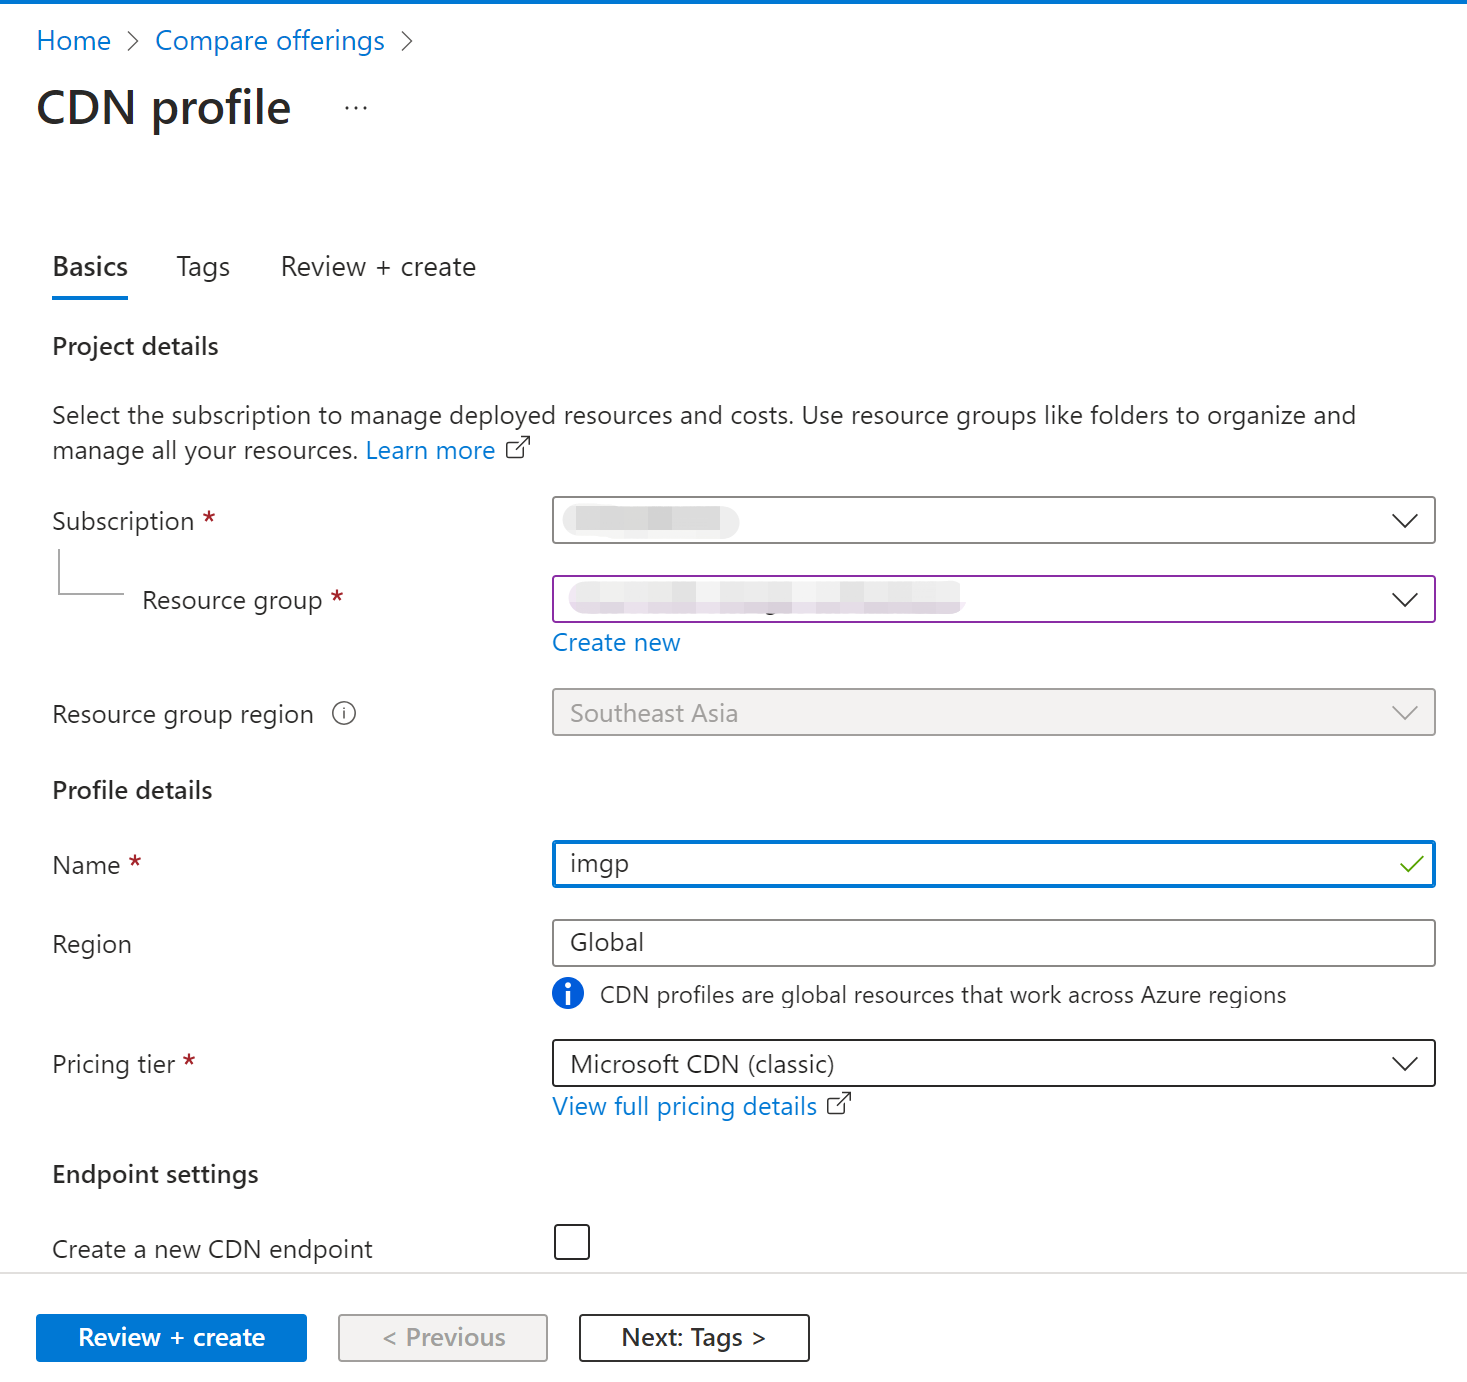 Home > Compare offerings >
CDN profile ...
Basics Tags Review + create
Project details
Select the subscription to manage deployed resources and costs. Use resource groups like folders to organize and
manage all your resources. Learn more
Subscription *
Resource group *
Create new
Resource group region Southeast Asia
Profile details
Name * imgp
Region Global
CDN profiles are global resources that work across Azure regions
Pricing tier * Microsoft CDN (classic)
View full pricing details
Endpoint settings
Create a new CDN endpoint
Review + create < Previous Next: Tags >